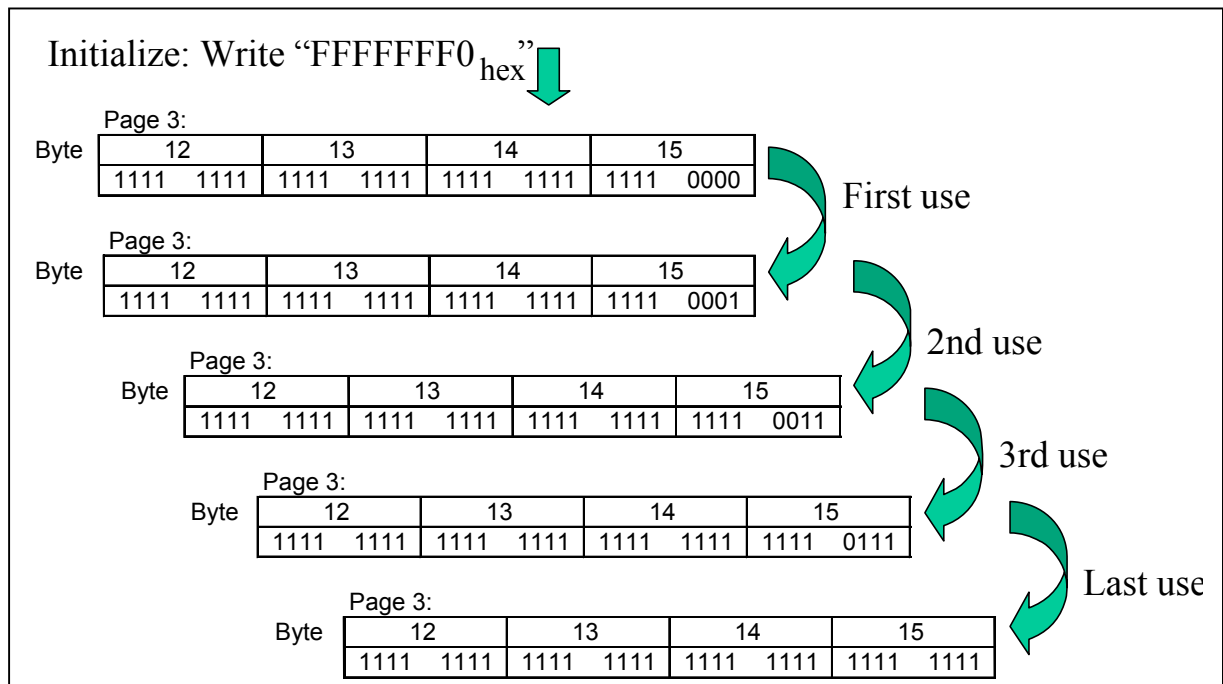 Initialize: Write “FFFFFFF0hex”
Page 3:
Byte 12 13 14 15
1111 1111 1111 1111 1111 1111 1111 0000
First use
Page 3:
Byte 12 13 14 15
1111 1111 1111 1111 1111 1111 1111 0001
2nd use
Page 3:
Byte 12 13 14 15
1111 1111 1111 1111 1111 1111 1111 0011
3rd use
Page 3:
Byte 12 13 14 15
1111 1111 1111 1111 1111 1111 1111 0111
Last use
Page 3:
Byte 12 13 14 15
1111 1111 1111 1111 1111 1111 1111 1111